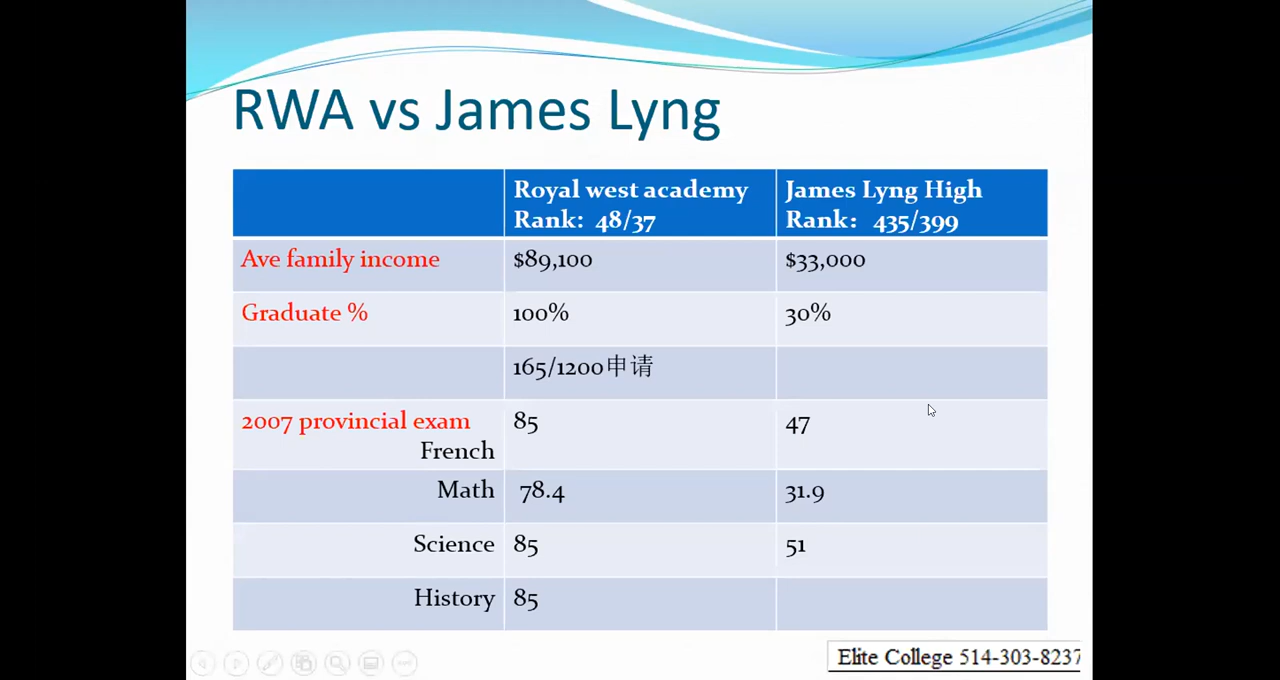 RWA vs James Lyng
Royal west academy
Rank: 48/37
James Lyng High
Rank： 435/399
Ave family income
$89,100
$33,000
Graduate %
100%
30%
165/1200申请
2007 provincial exam
French
85
47
Math
78.4
31.9
Science
85
51
History
85
Elite College 514-303-8237